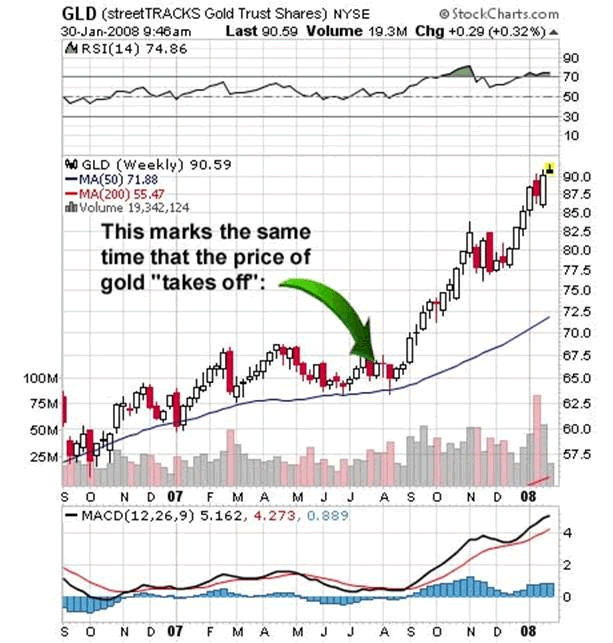 GLD (streetTRACKS Gold Trust Shares) NYSE © StockCharts.com
30-Jan-2008 9:46am Last 90.59 Volume 19.3M Chg +0.29 (+0.32%)
RSI(14) 74.86
90
70
50
30
10
GLD (Weekly) 90.59
MA(50) 71.88
MA(200) 55.47
Volume 19,342,124
This marks the same
time that the price of
gold "takes off":
90.0
87.5
85.0
82.5
80.0
77.5
75.0
72.5
70.0
67.5
65.0
62.5
60.0
57.5
100M
75M
50M
25M
S O N D 07 F M A M J J A S O N D 08
MACD(12,26,9) 5.162, 4.273, 0.889
4
2
0
S O N D 07 F M A M J J A S O N D 08